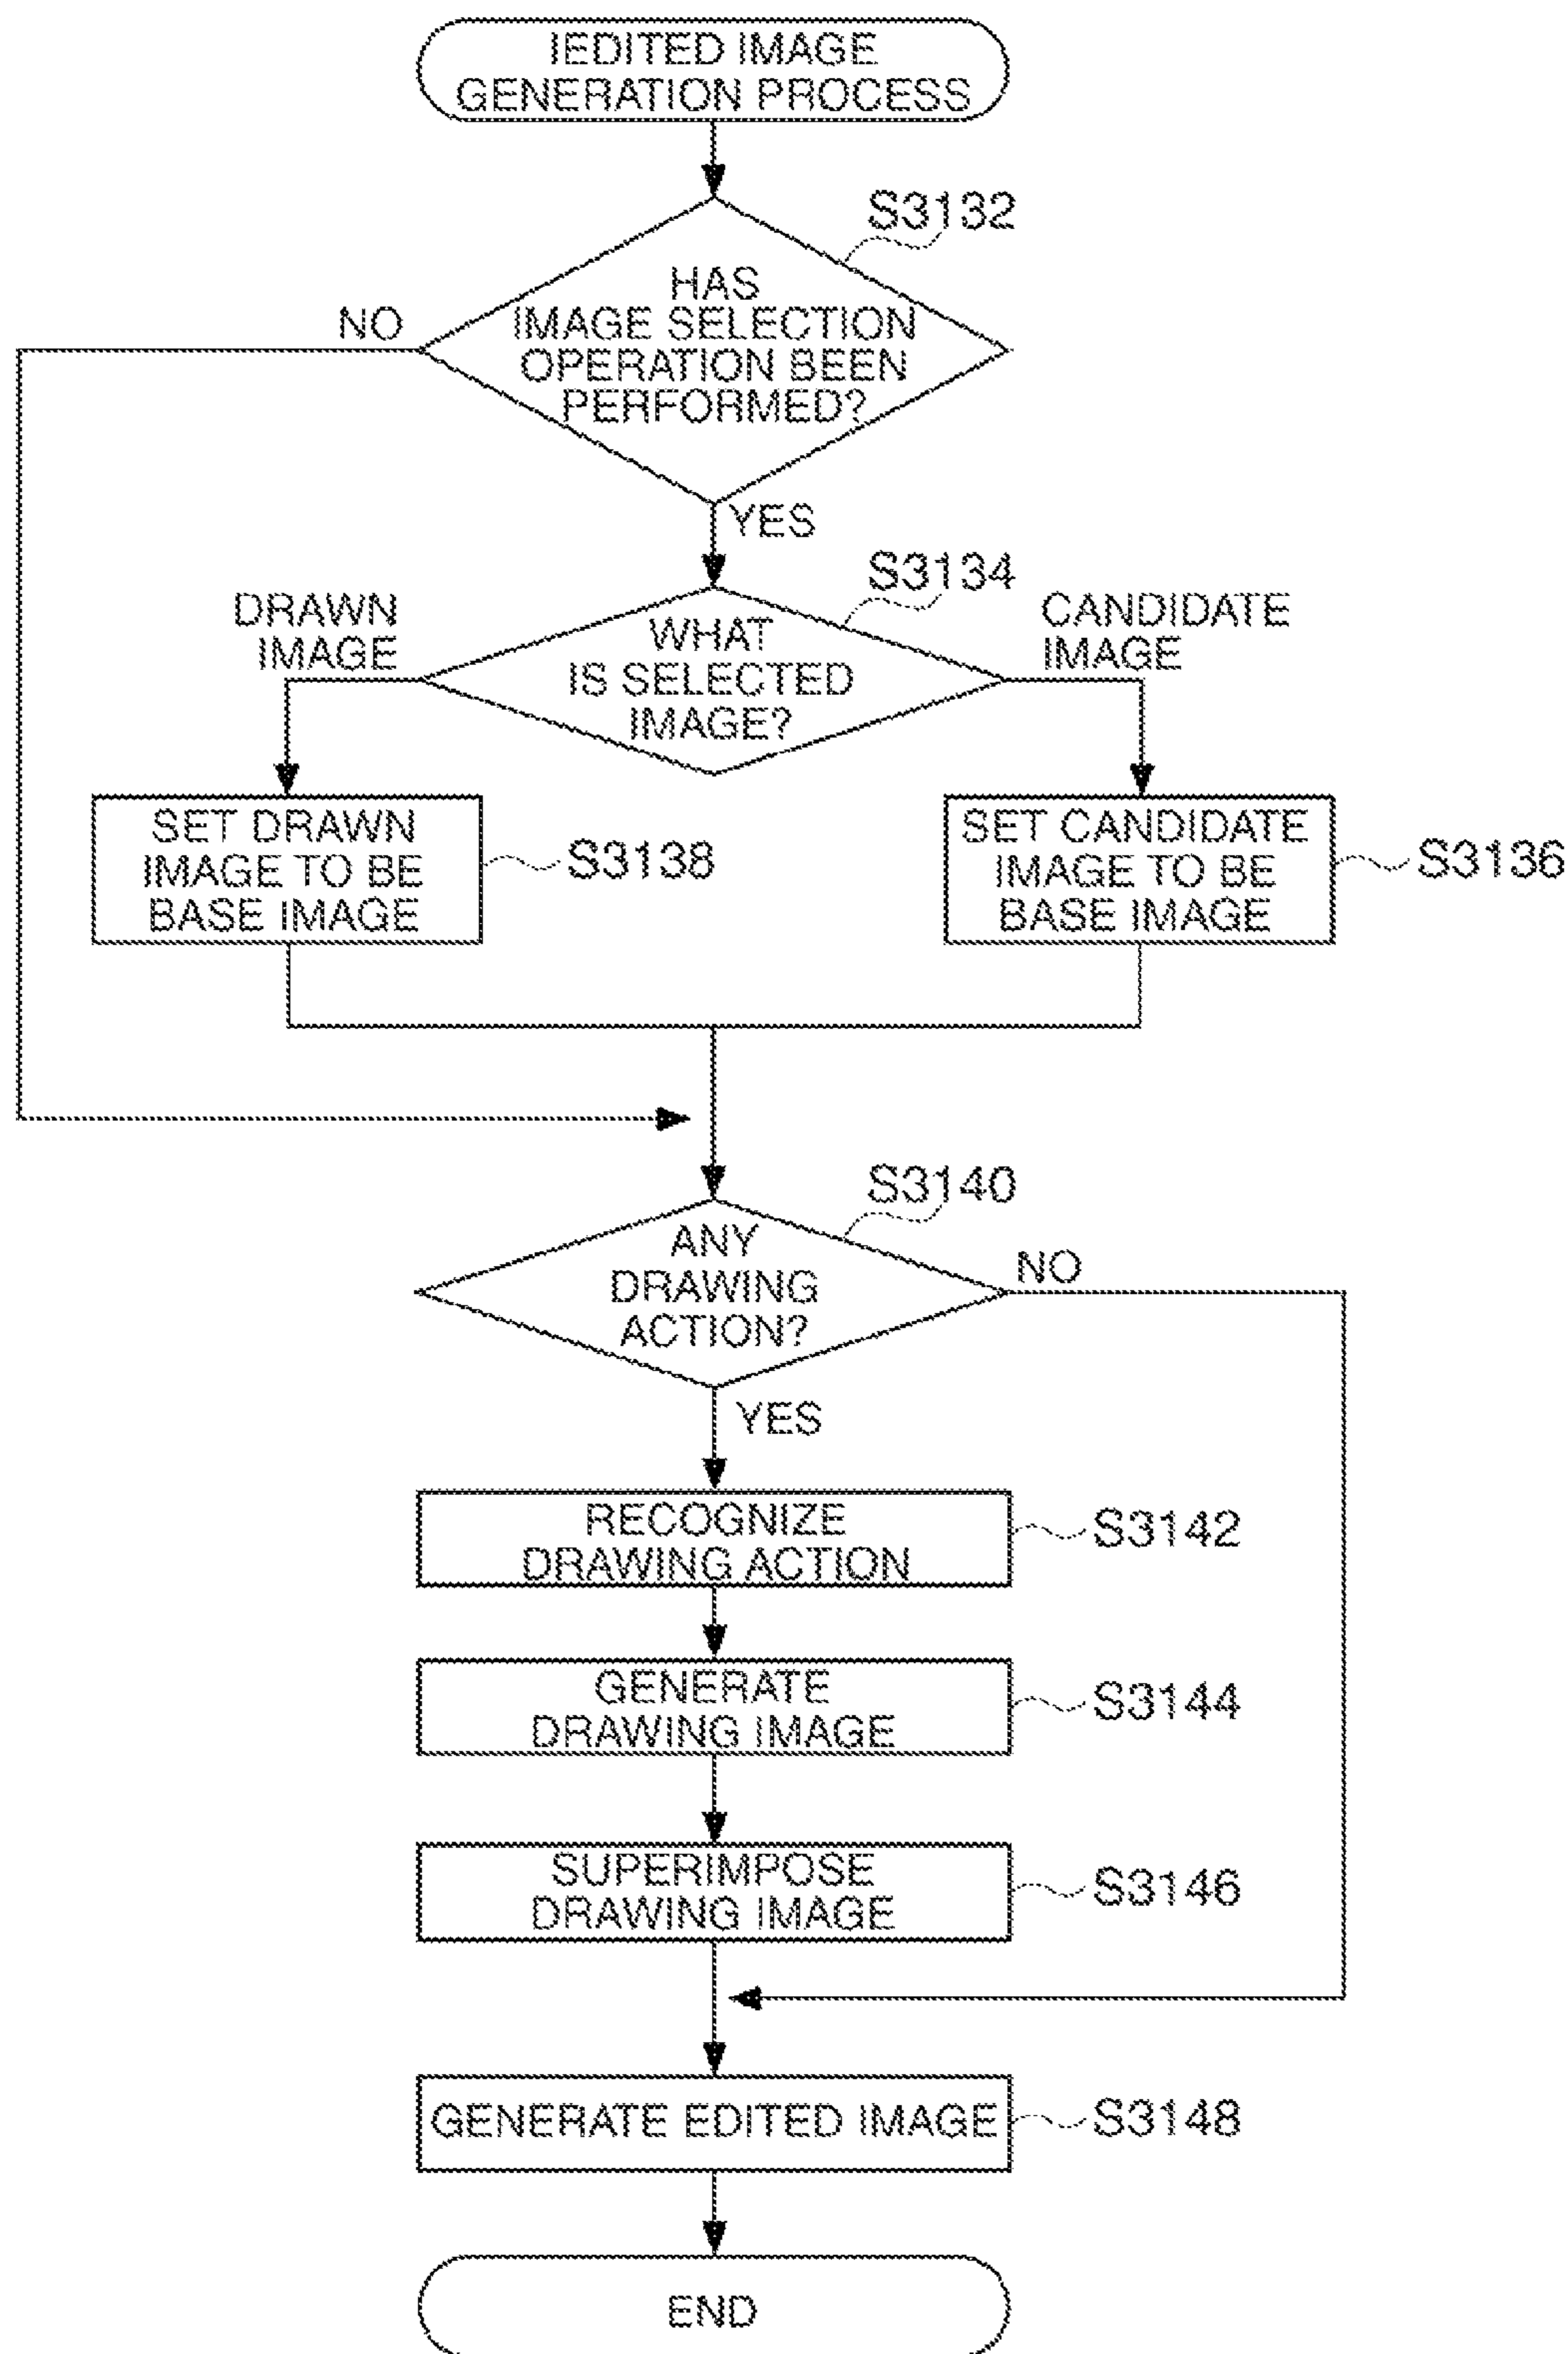 IEDITED IMAGE
GENERATION PROCESS
S3132
HAS
IMAGE SELECTION
OPERATION BEEN
PERFORMED?
NO
YES
S3134
DRAWN
IMAGE
WHAT
IS SELECTED
IMAGE?
CANDIDATE
IMAGE
SET DRAWN
IMAGE TO BE
BASE IMAGE
S3138
SET CANDIDATE
IMAGE TO BE
BASE IMAGE
S3136
S3140
ANY
DRAWING
ACTION?
NO
YES
RECOGNIZE
DRAWING ACTION
S3142
GENERATE
DRAWING IMAGE
S3144
SUPERIMPOSE
DRAWING IMAGE
S3146
GENERATE EDITED IMAGE
S3148
END